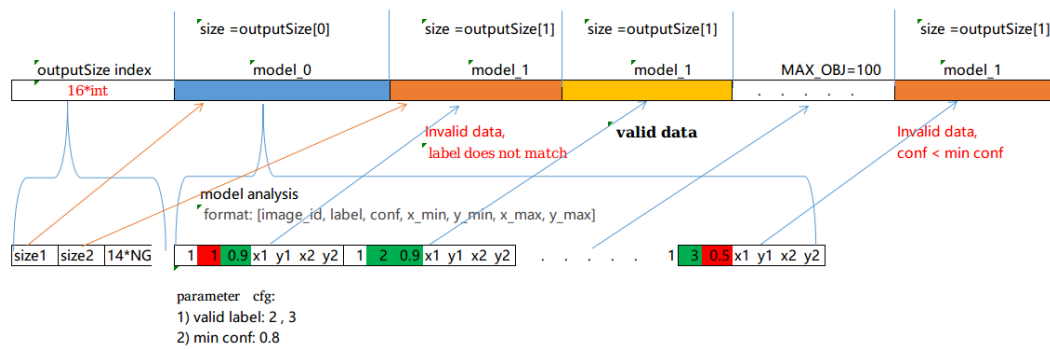 size =outputSize[0]
size =outputSize[1]
size =outputSize[1]
size =outputSize[1]
outputSize index
model_0
model_1
model_1
MAX_OBJ=100
model_1
16*int
. . . . .
Invalid data,
label does not match
valid data
Invalid data,
conf < min conf
model analysis
format: [image_id, label, conf, x_min, y_min, x_max, y_max]
size1 size2 14*NG
1 1 0.9 x1 y1 x2 y2 1 2 0.9 x1 y1 x2 y2 . . . . . 1 3 0.5 x1 y1 x2 y2
parameter cfg:
1) valid label: 2 , 3
2) min conf: 0.8